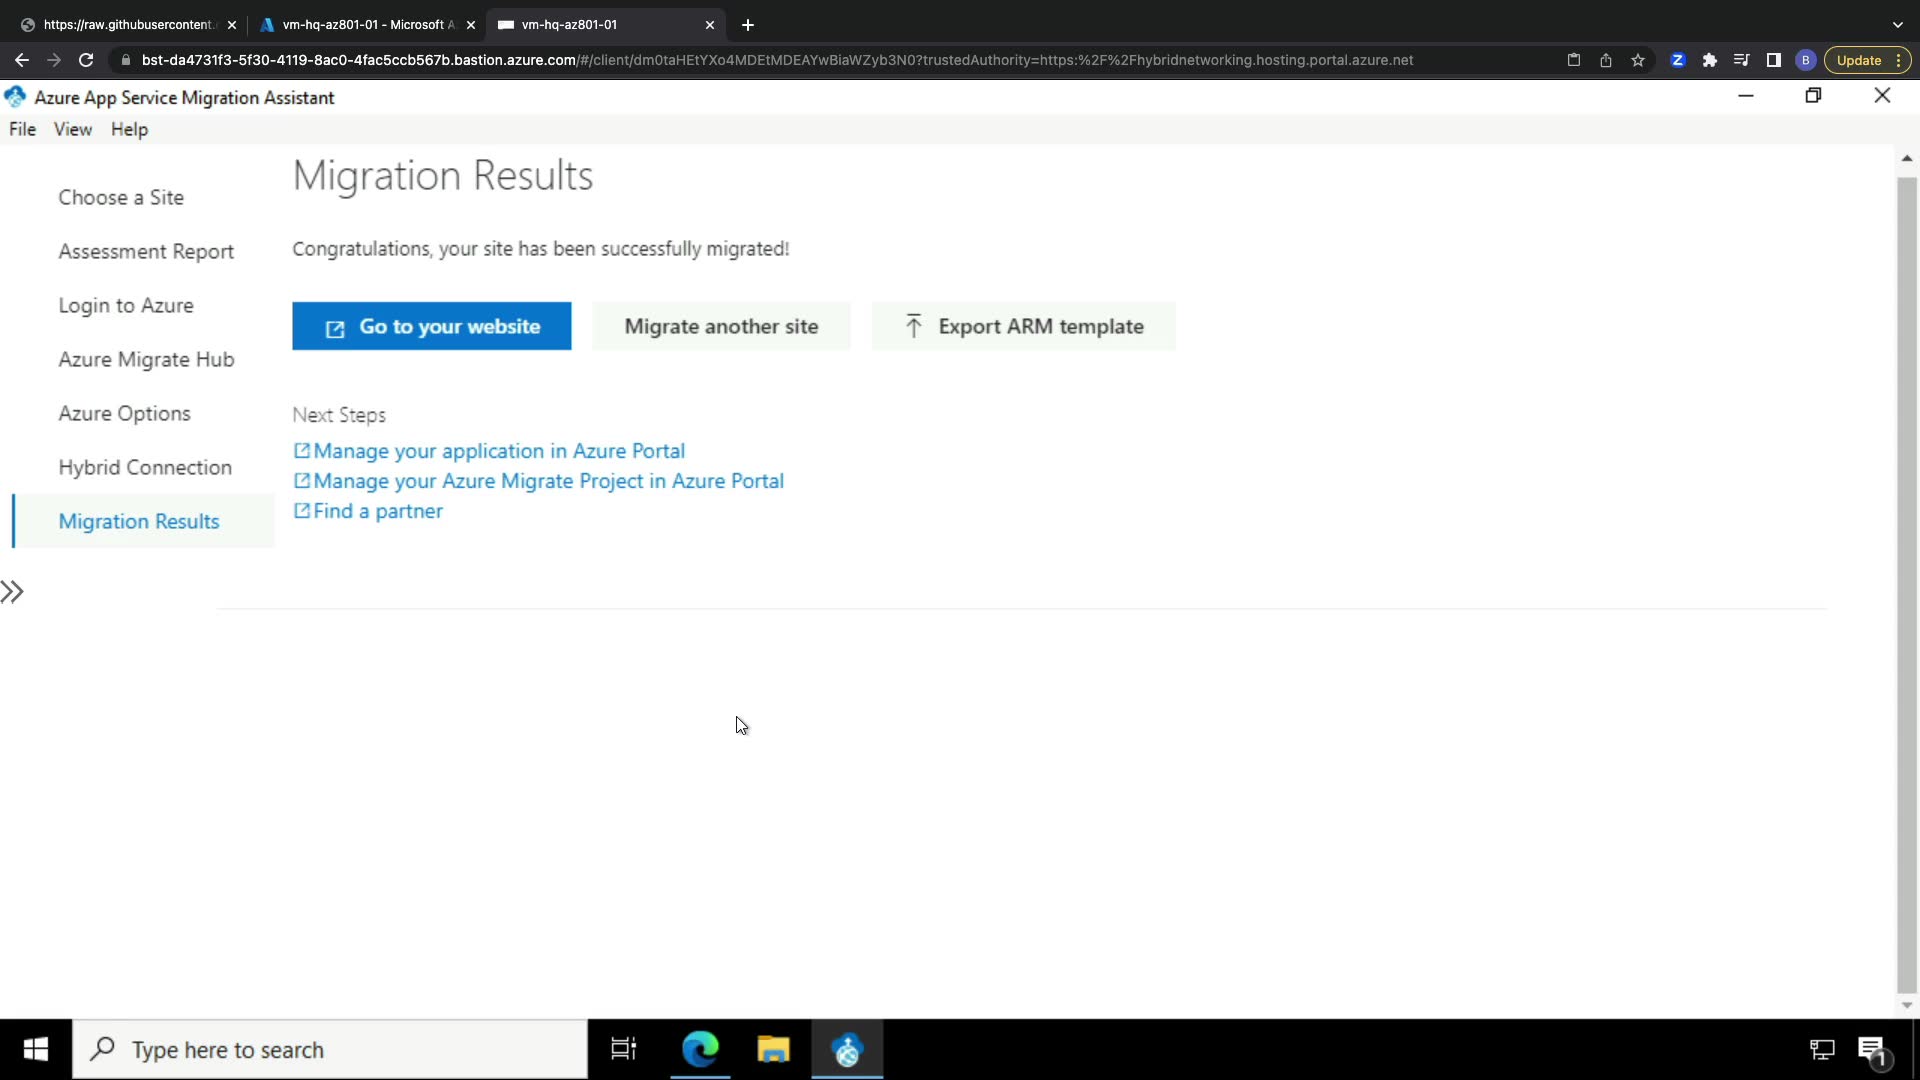 https://raw.githubusercontent.
vm-hq-az801-01 - Microsoft A
vm-hq-az801-01
bst-da4731f3-5f30-4119-8ac0-4fac5ccb567b.bastion.azure.com/#/client/dm0taHEtYXo4MDEtMDEAYwBiaWZyb3N0?trustedAuthority=https:%2F%2Fhybridnetworking.hosting.portal.azure.net
Z
B
Update
Azure App Service Migration Assistant
File View Help
Choose a Site
Assessment Report
Login to Azure
Azure Migrate Hub
Azure Options
Hybrid Connection
Migration Results
Migration Results
Congratulations, your site has been successfully migrated!
Go to your website
Migrate another site
Export ARM template
Next Steps
Manage your application in Azure Portal
Manage your Azure Migrate Project in Azure Portal
Find a partner
Type here to search
1